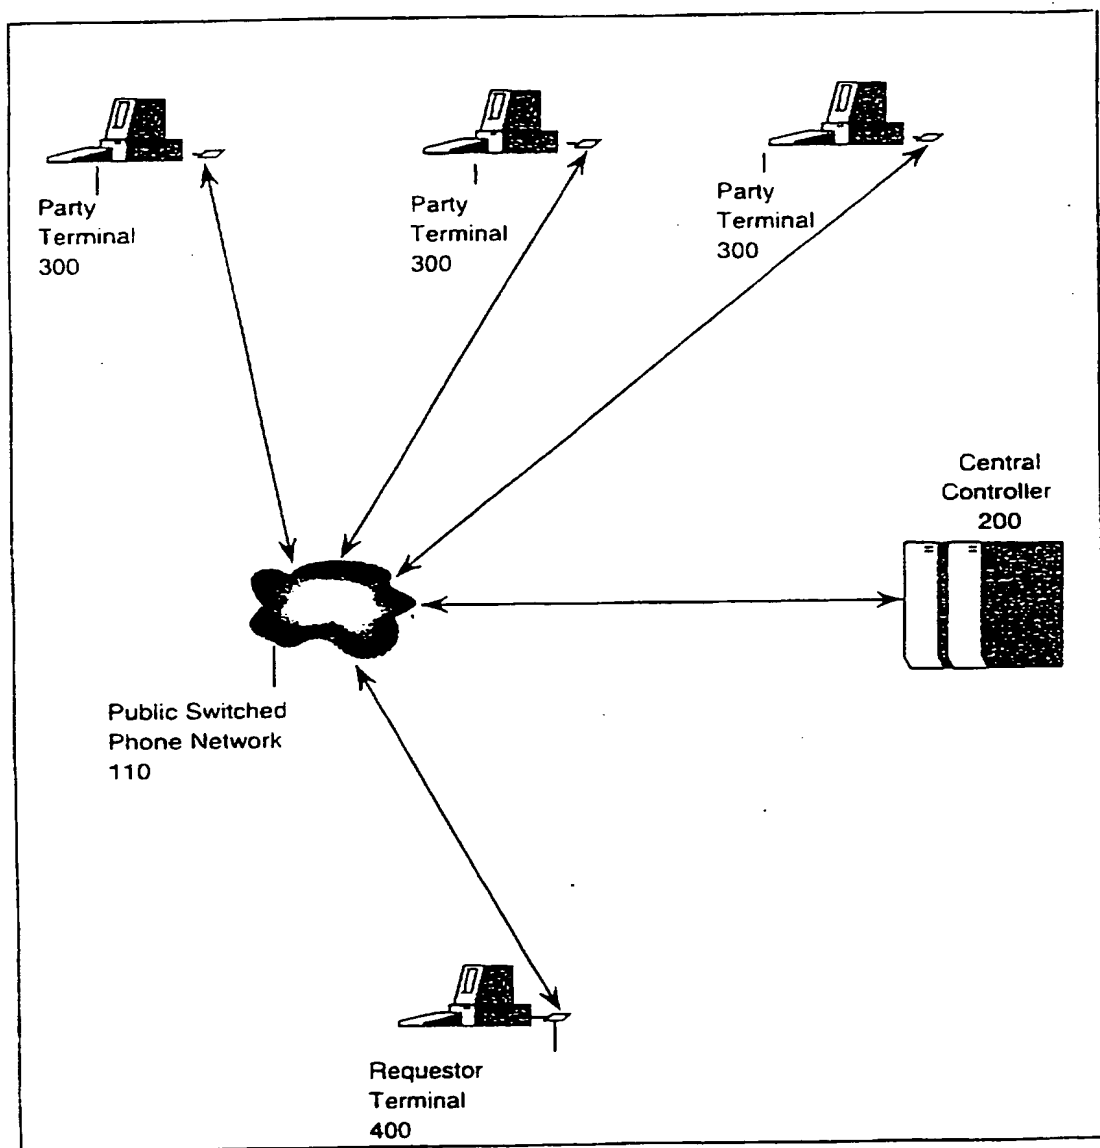 Party
Terminal
300
Party
Terminal
300
Party
Terminal
300
Central
Controller
200
Public Switched
Phone Network
110
Requestor
Terminal
400